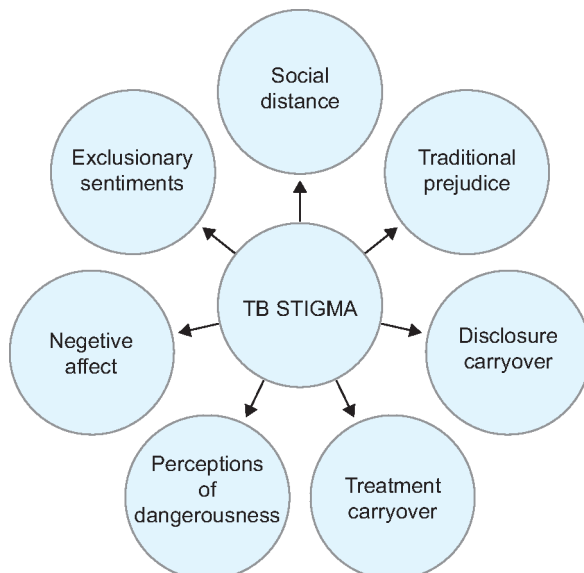 Social
distance
Traditional
prejudice
Disclosure
carryover
Treatment
carryover
Perceptions
of
dangerousness
Negetive
affect
Exclusionary
sentiments
TB STIGMA